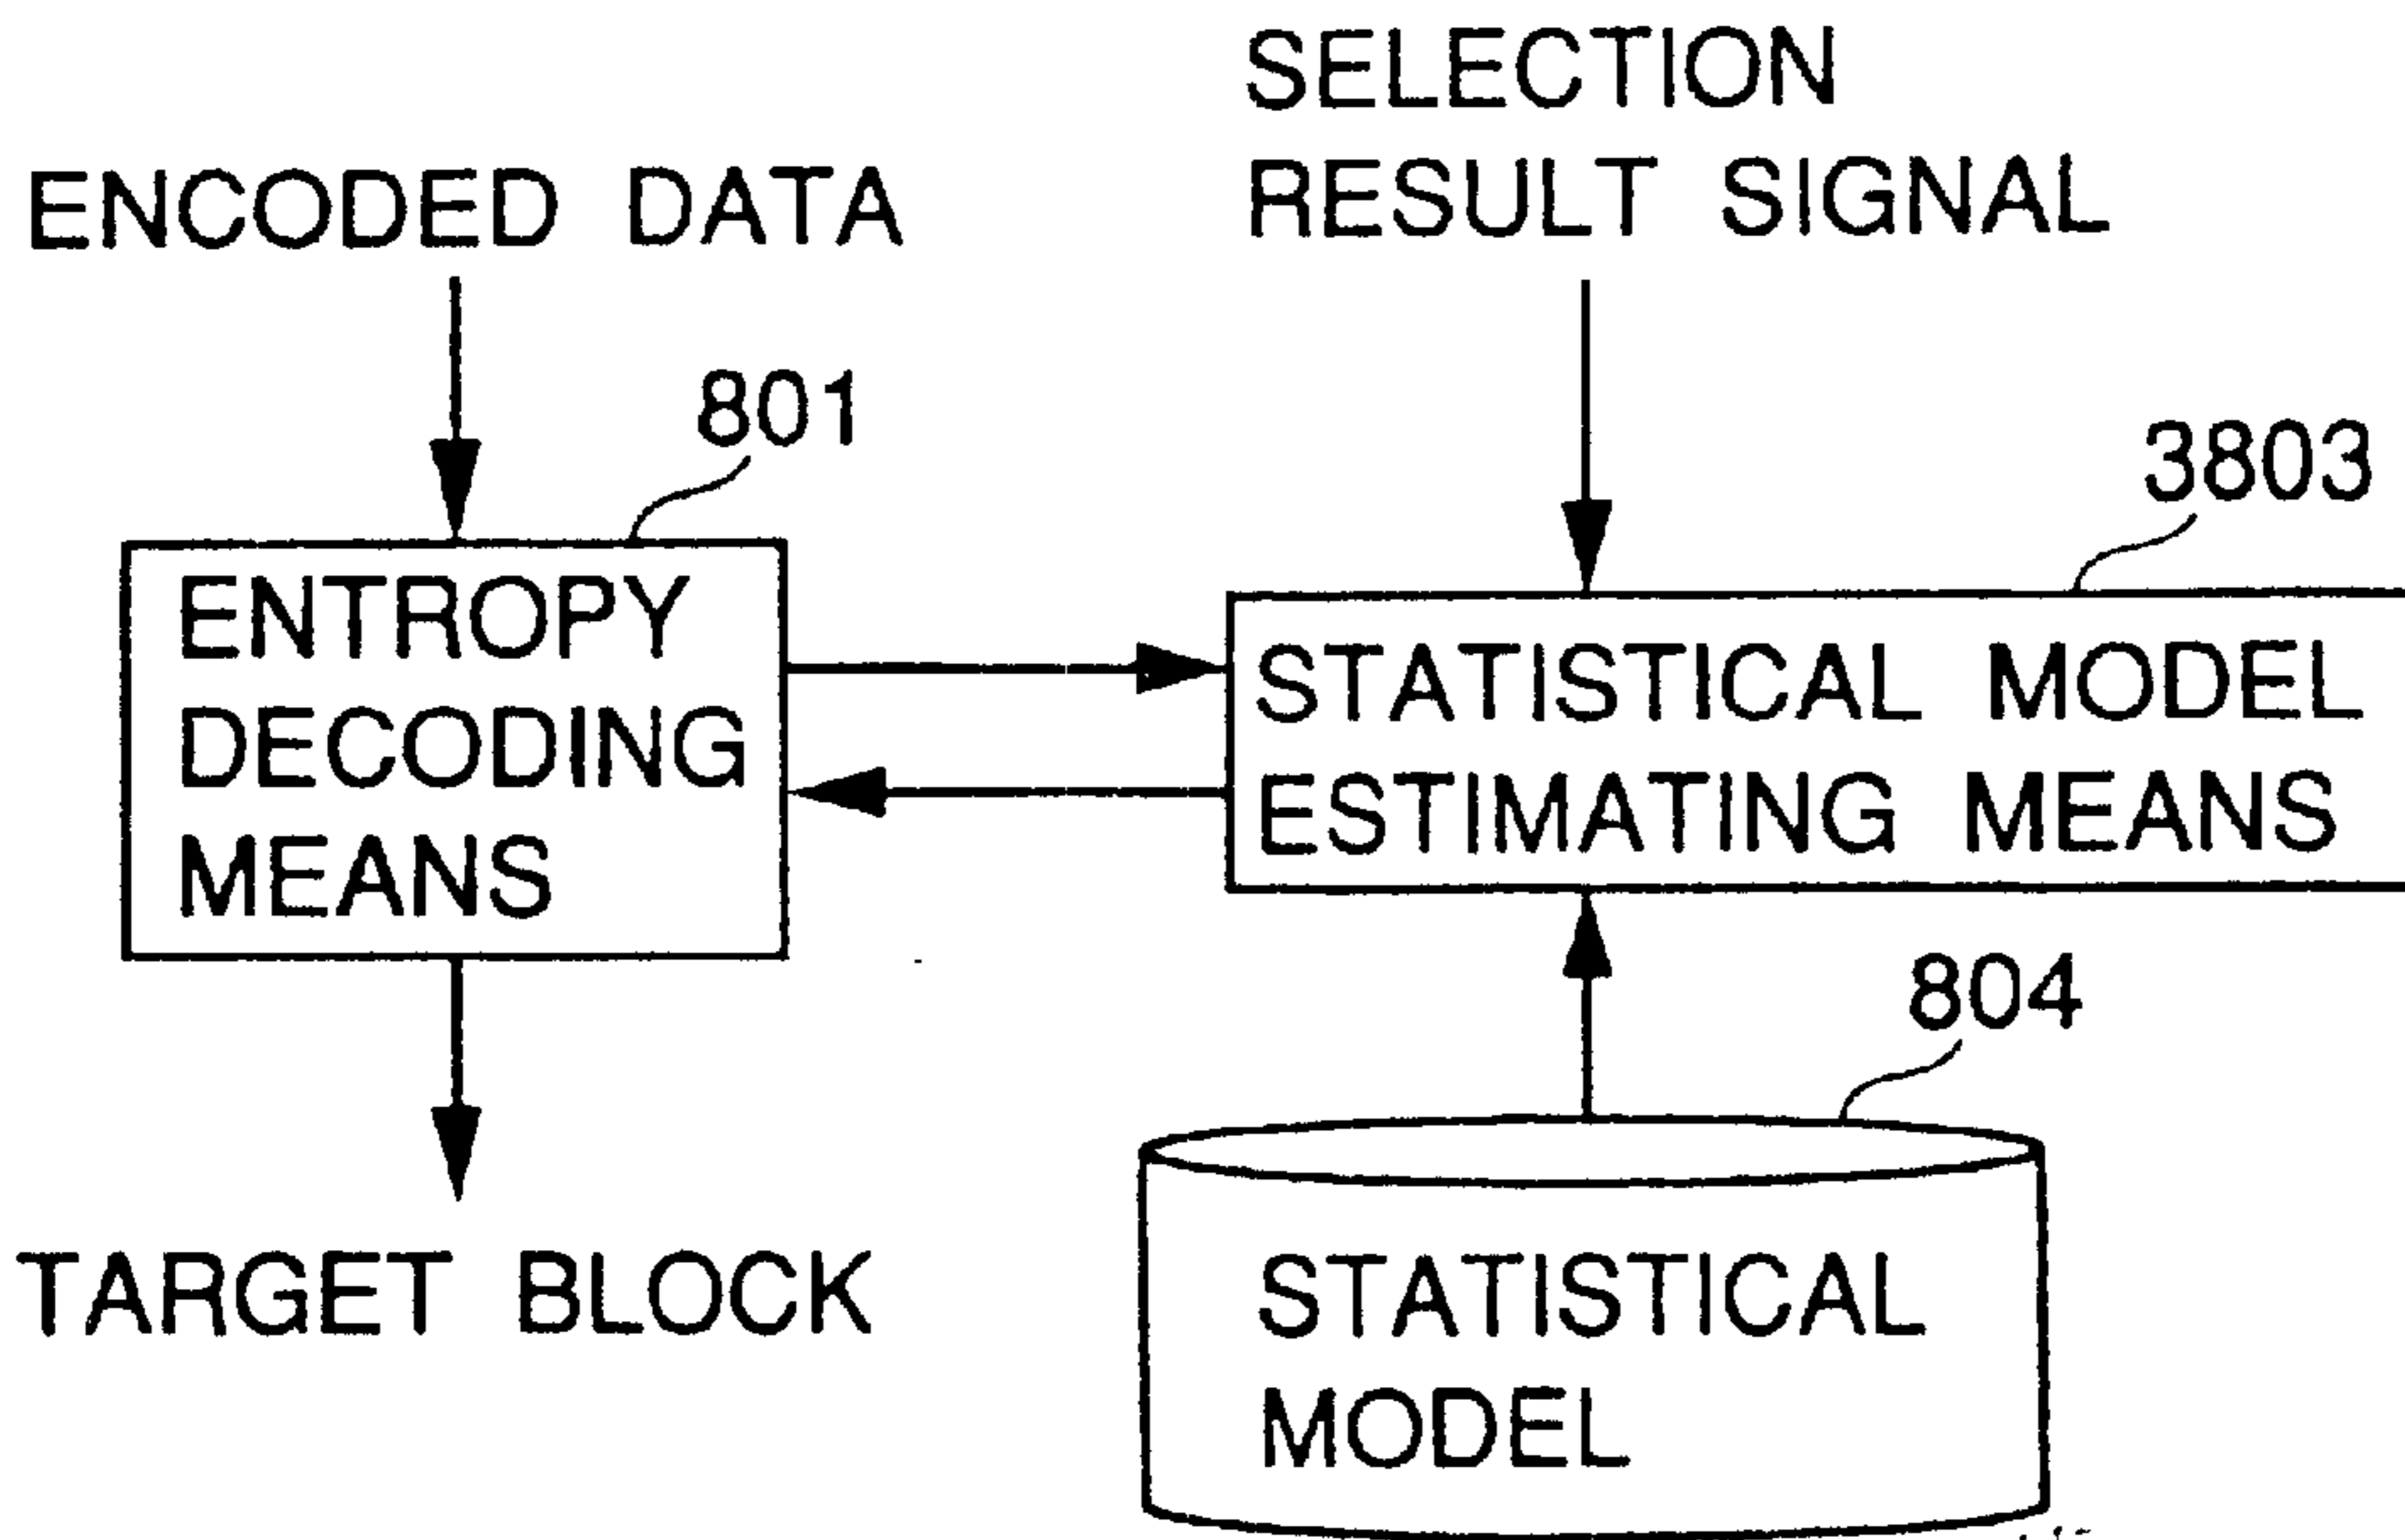 SELECTION
RESULT SIGNAL
ENCODED DATA
801
3803
ENTROPY
DECODING
MEANS
STATISTICAL MODEL
ESTIMATING MEANS
804
TARGET BLOCK
STATISTICAL
MODEL